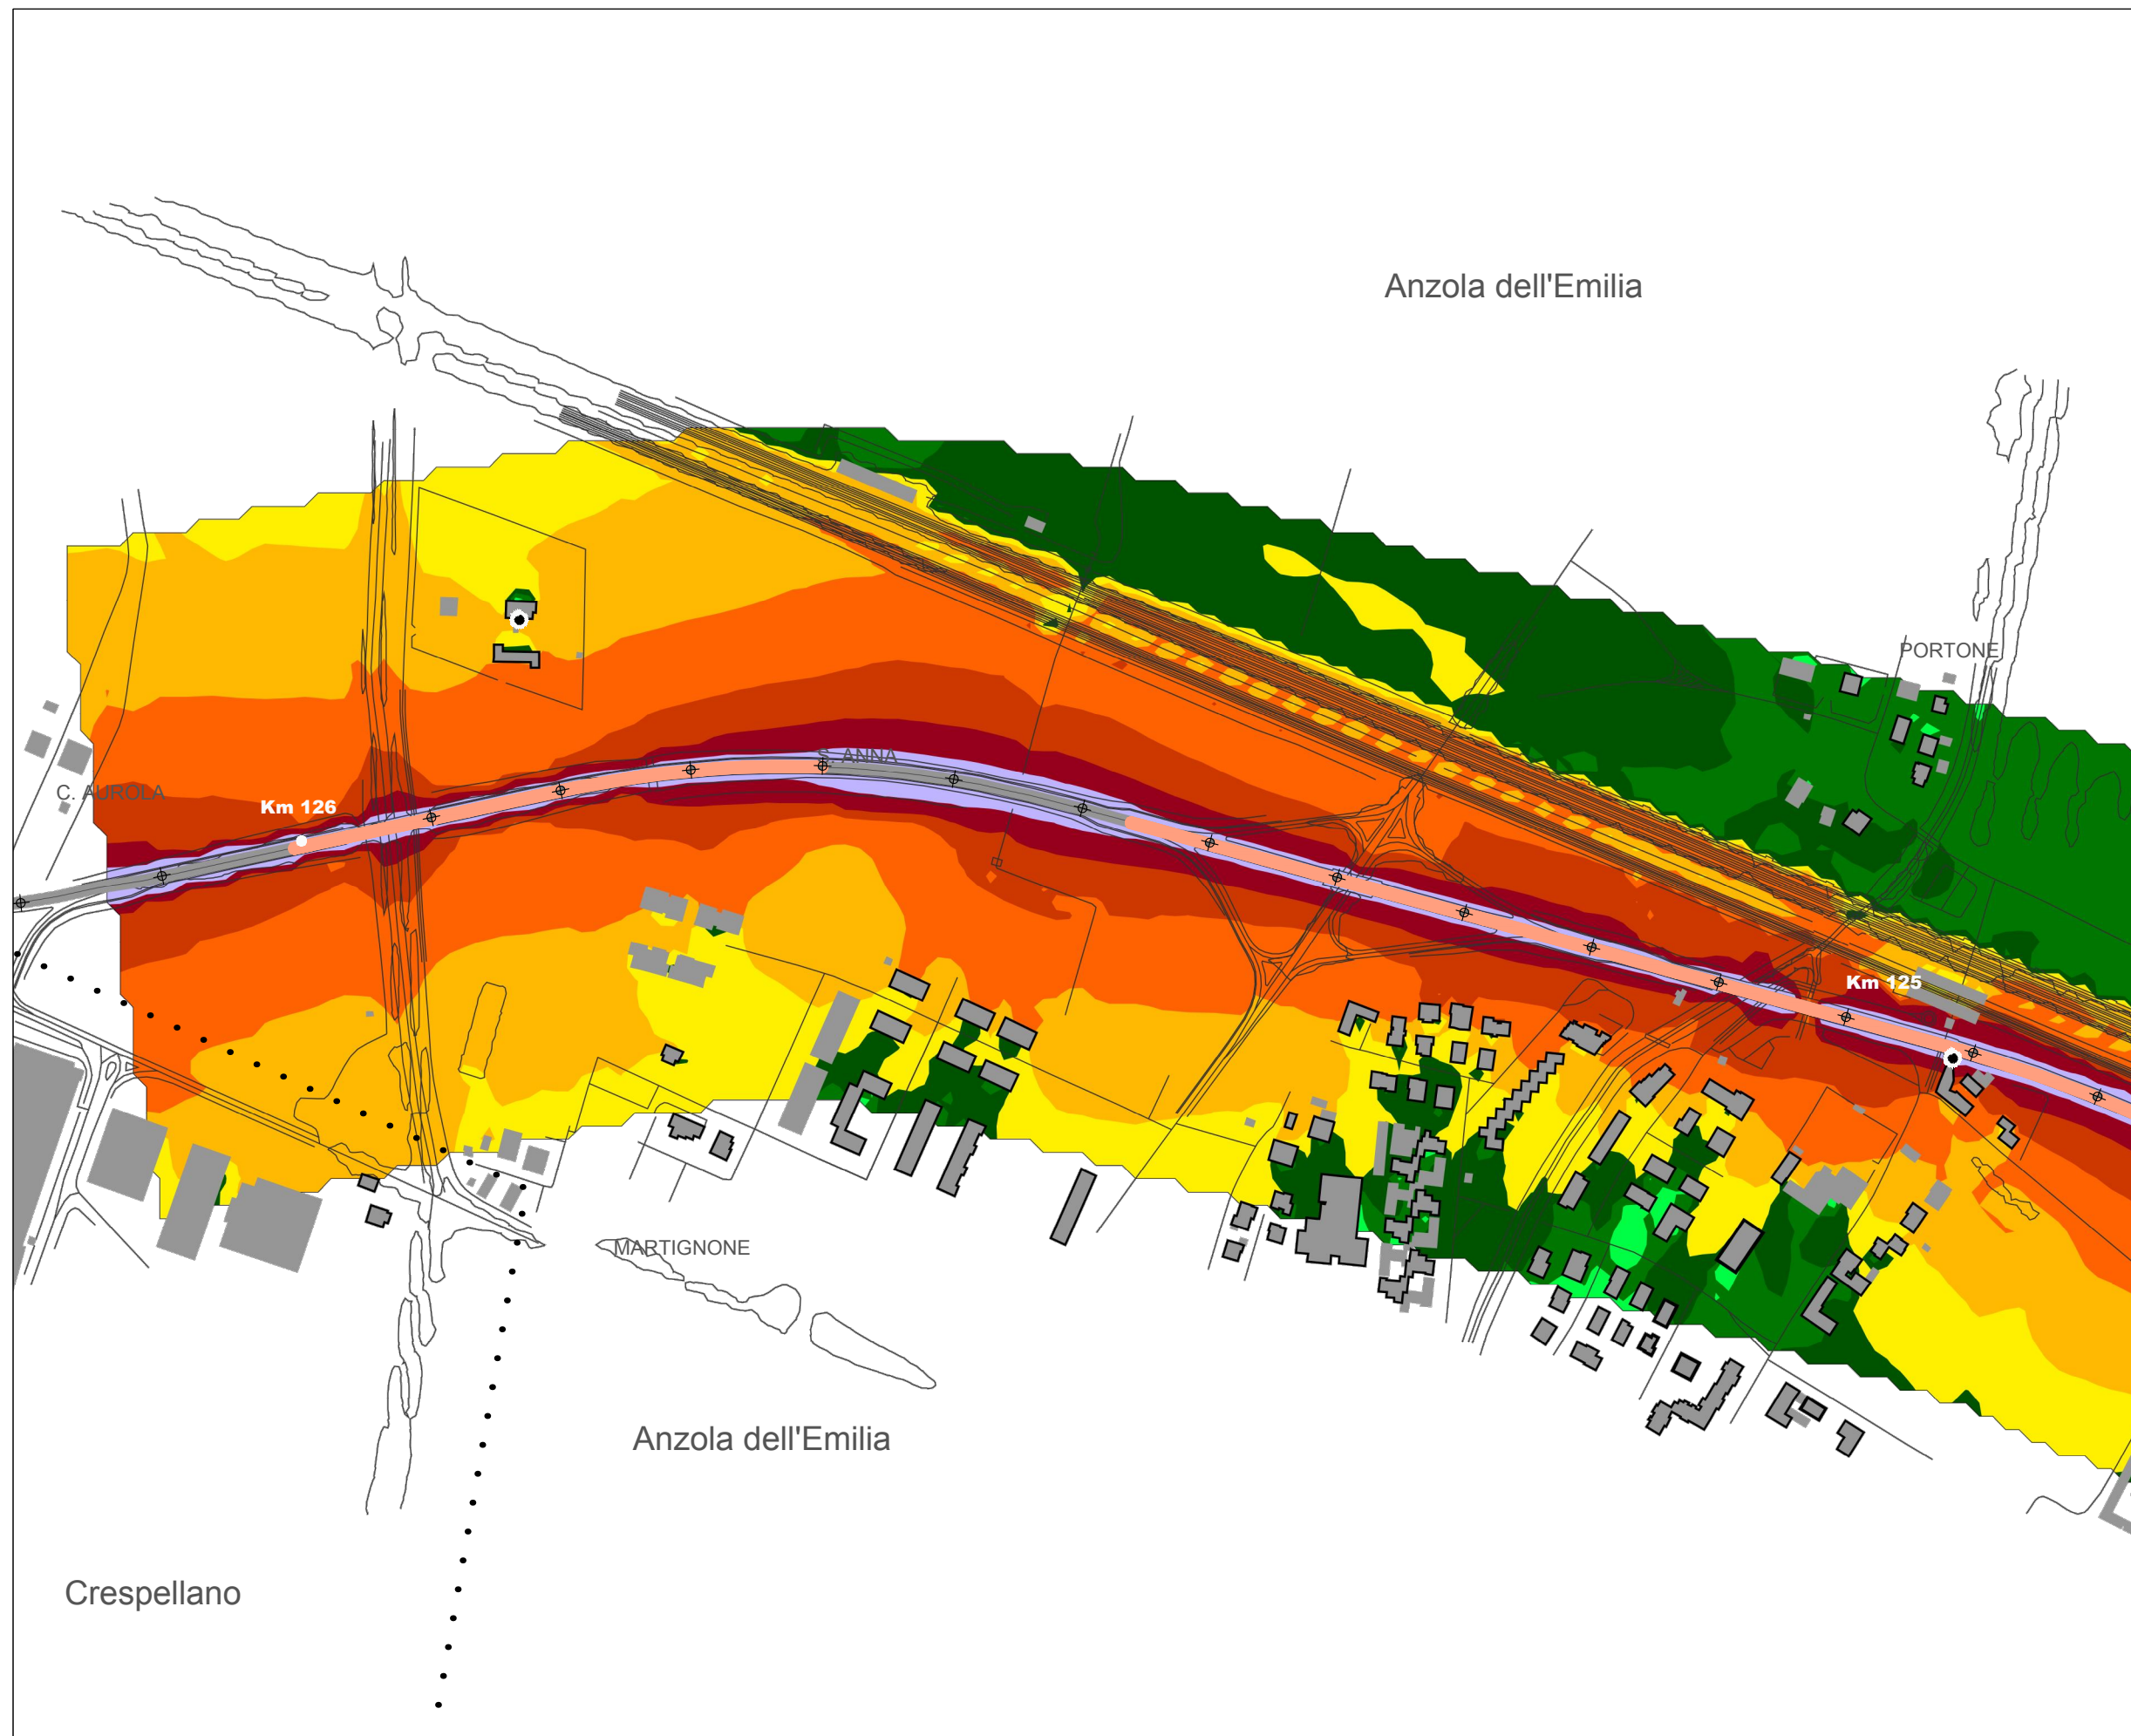 Anzola dell'Emilia
PORTONE
S. ANNA
C. AUROLA
Km 126
Km 125
MARTIGNONE
Anzola dell'Emilia
Crespellano